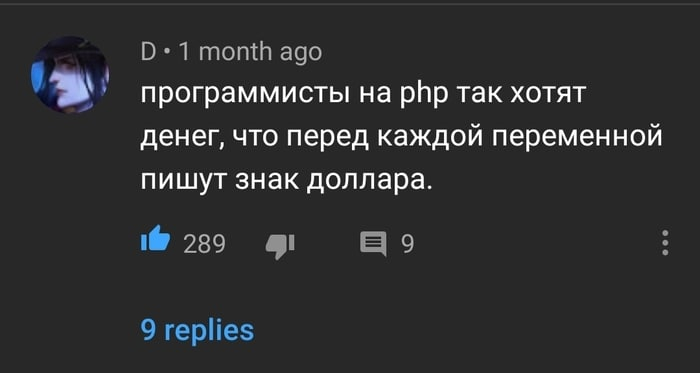 D • 1 month ago
программисты на php так хотят
денег, что перед каждой переменной
пишут знак доллара.
289 9
9 replies